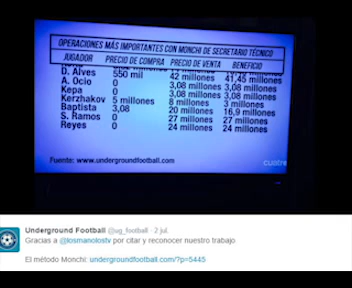 OPERACIONES MÁS IMPORTANTES CON MONCHI DE SECRETARIO TÉCNICO
JUGADOR PRECIO DE COMPRA PRECIO DE VENTA BENEFICIO
D. Alves 550 mil 42 millones 41,45 millones
A. Ocio 0 3,08 millones 3,08 millones
Kepa 0 3,08 millones 3,08 millones
Kerzhakov 5 millones 8 millones 3 millones
Baptista 3,08 20 millones 16,9 millones
S. Ramos 0 27 millones 27 millones
Reyes 0 24 millones 24 millones
Fuente: www.undergroundfootball.com
cuatro
Underground Football @ug_football · 2 jul.
Gracias a @losmanolostv por citar y reconocer nuestro trabajo
El método Monchi: undergroundfootball.com/?p=5445